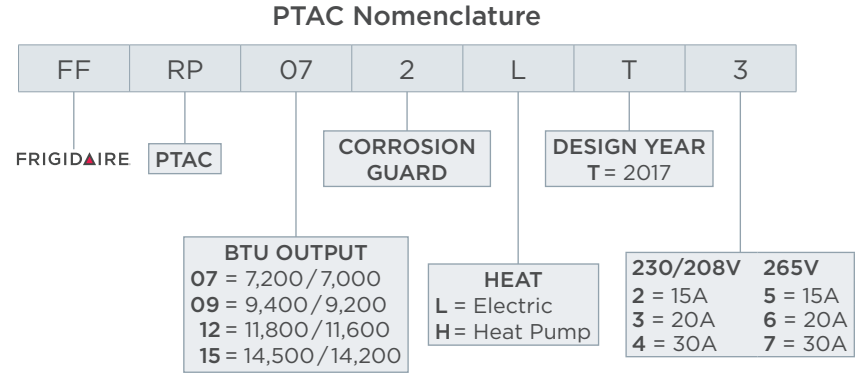 PTAC Nomenclature
FF RP 07 2 L T 3
FRIGIDAIRE
PTAC
CORROSION
GUARD
DESIGN YEAR
T = 2017
BTU OUTPUT
07 = 7,200/7,000
09 = 9,400/9,200
12 = 11,800/11,600
15 = 14,500/14,200
HEAT
L = Electric
H = Heat Pump
230/208V 265V
2 = 15A 5 = 15A
3 = 20A 6 = 20A
4 = 30A 7 = 30A